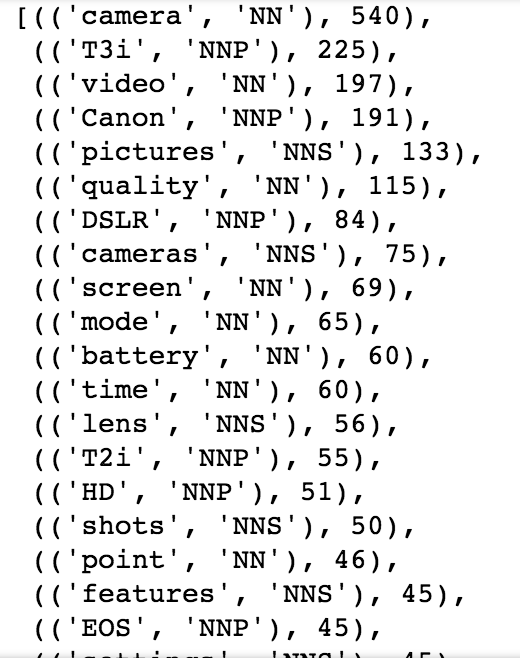 [(('camera', 'NN'), 540),
(('T3i', 'NNP'), 225),
(('video', 'NN'), 197),
(('Canon', 'NNP'), 191),
(('pictures', 'NNS'), 133),
(('quality', 'NN'), 115),
(('DSLR', 'NNP'), 84),
(('cameras', 'NNS'), 75),
(('screen', 'NN'), 69),
(('mode', 'NN'), 65),
(('battery', 'NN'), 60),
(('time', 'NN'), 60),
(('lens', 'NNS'), 56),
(('T2i', 'NNP'), 55),
(('HD', 'NNP'), 51),
(('shots', 'NNS'), 50),
(('point', 'NN'), 46),
(('features', 'NNS'), 45),
(('EOS', 'NNP'), 45),